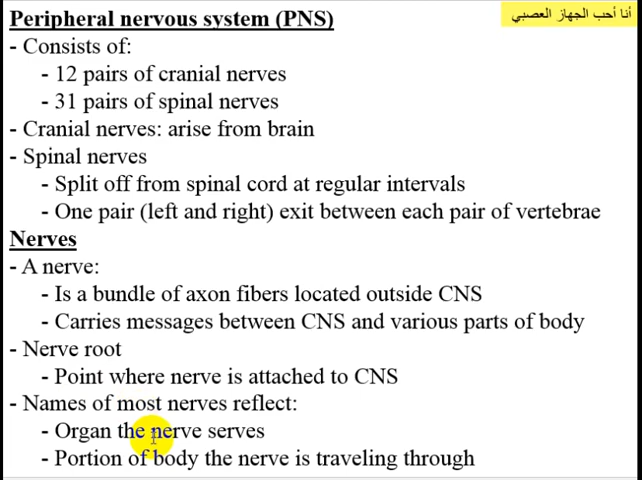 Peripheral nervous system (PNS)
أنا أحب الجهاز العصبي
- Consists of:
- 12 pairs of cranial nerves
- 31 pairs of spinal nerves
- Cranial nerves: arise from brain
- Spinal nerves
- Split off from spinal cord at regular intervals
- One pair (left and right) exit between each pair of vertebrae
Nerves
- A nerve:
- Is a bundle of axon fibers located outside CNS
- Carries messages between CNS and various parts of body
- Nerve root
- Point where nerve is attached to CNS
- Names of most nerves reflect:
- Organ the nerve serves
- Portion of body the nerve is traveling through